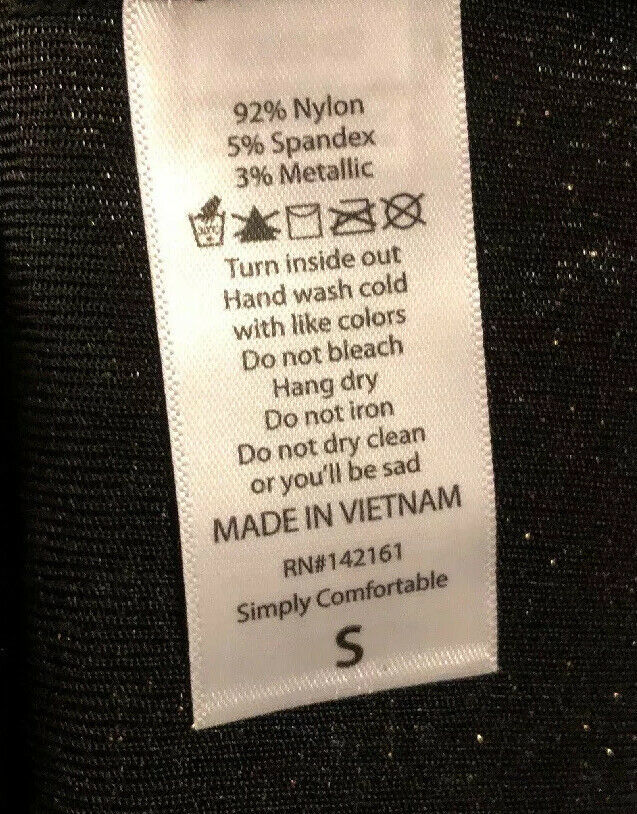 92% Nylon
5% Spandex
3% Metallic
30°C
Turn inside out
Hand wash cold
with like colors
Do not bleach
Hang dry
Do not iron
Do not dry clean
or you'll be sad
MADE IN VIETNAM
RN#142161
Simply Comfortable
S